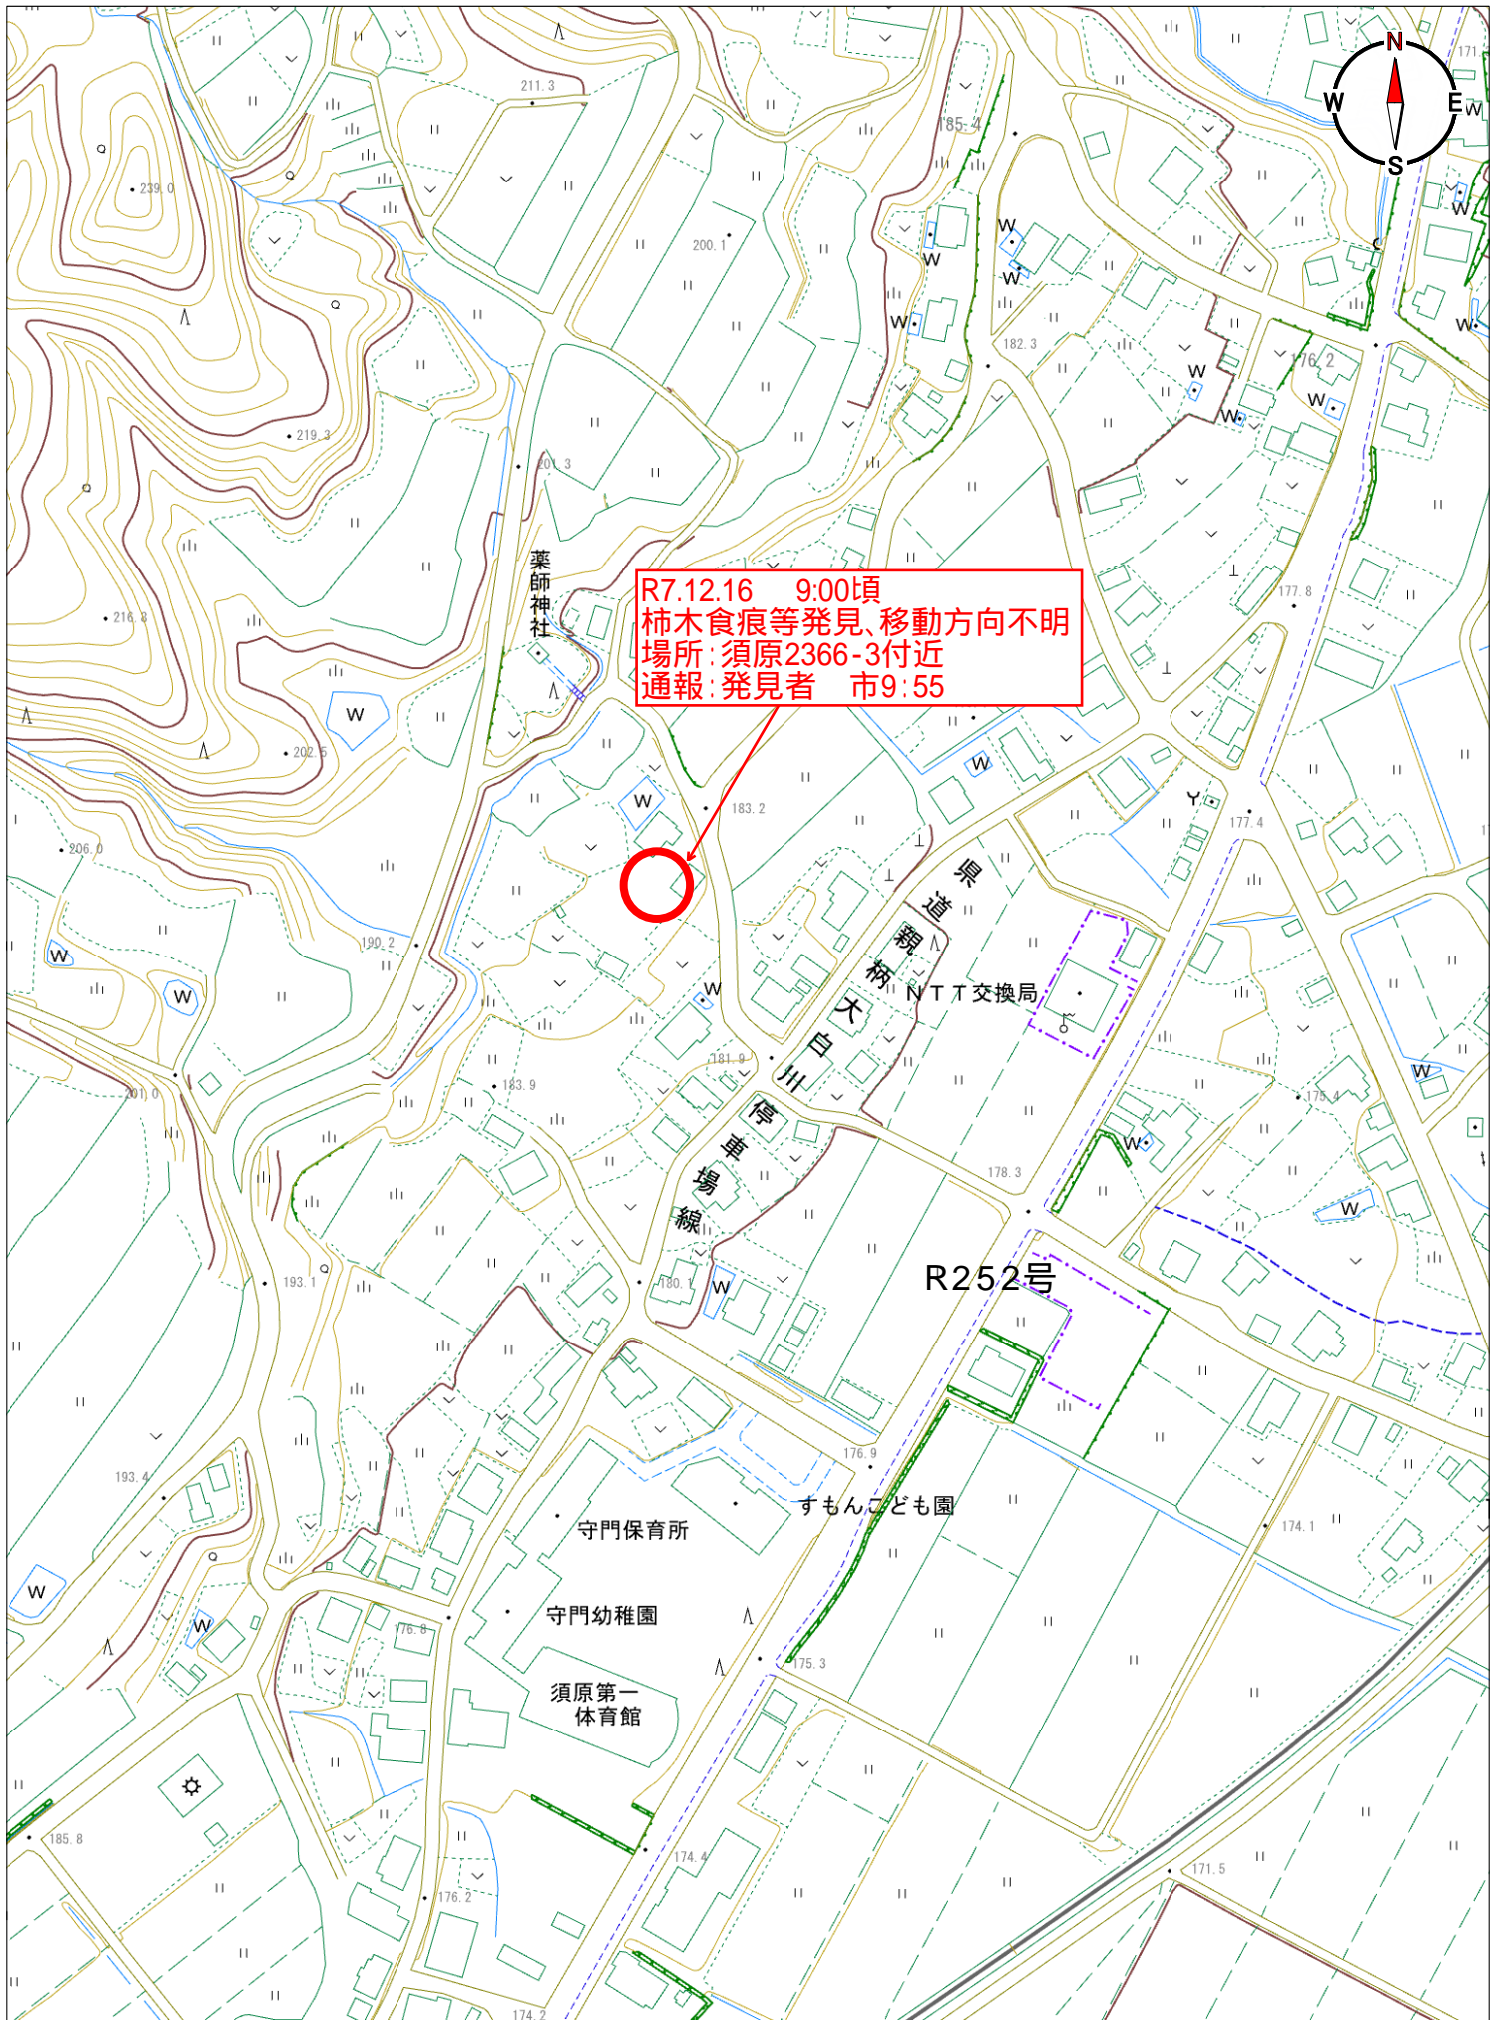 N
W
E
S
W
171.
211.3
185.4
239.0
W
W
200.1
W
W
W
W
182.3
176.2
W
W
W
219.3
201.3
薬師神社
R7.12.16 9:00頃
柿木食痕等発見、移動方向不明
場所:須原2366-3付近
通報:発見者 市9:55
177.8
216.3
W
202.5
W
W
183.2
177.4
206.0
県道親柄大白川停車場線
190.2
W
W
W
NTT交換局
181.9
W
183.9
201.0
175.4
W
178.3
W
193.1
180.1
W
R252号
176.9
193.4
すもんこども園
守門保育所
174.1
W
守門幼稚園
W
176.8
175.3
須原第一
体育館
185.8
174.4
171.5
176.2
174.2